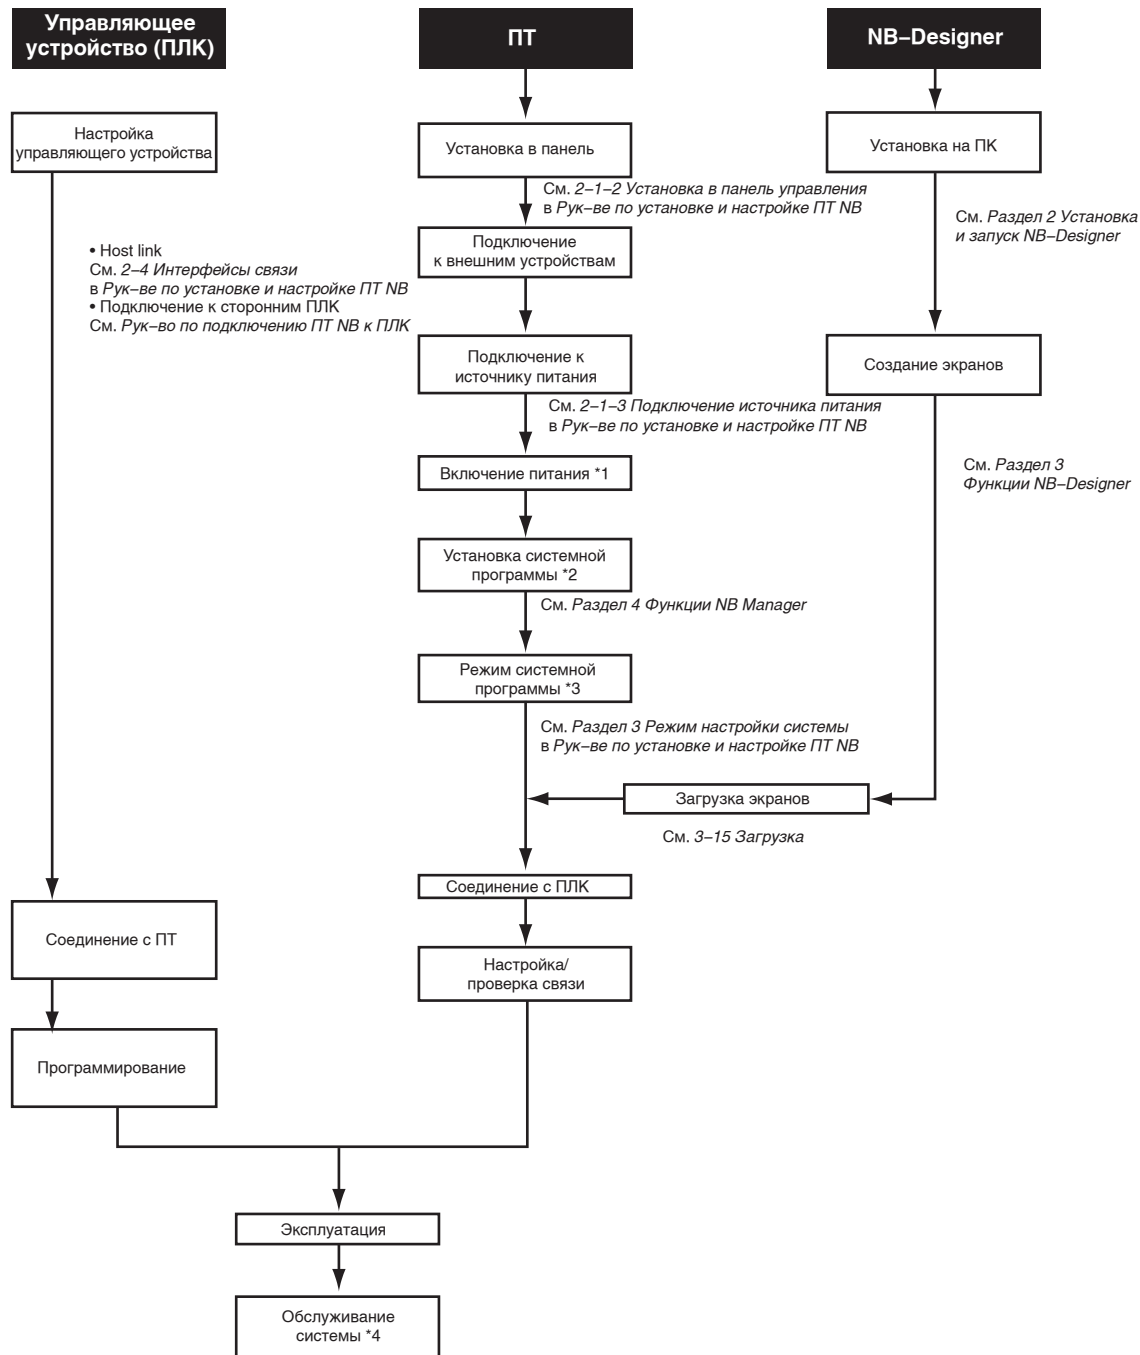 Управляющее
устройство (ПЛК)
ПТ
NB–Designer
Настройка
управляющего устройства
• Host link
См. 2–4 Интерфейсы связи
в Рук–ве по установке и настройке ПТ NB
• Подключение к сторонним ПЛК
См. Рук–во по подключению ПТ NB к ПЛК
Соединение с ПТ
Программирование
Установка в панель
См. 2–1–2 Установка в панель управления
в Рук–ве по установке и настройке ПТ NB
Подключение
к внешним устройствам
Подключение к
источнику питания
См. 2–1–3 Подключение источника питания
в Рук–ве по установке и настройке ПТ NB
Включение питания *1
Установка системной
программы *2
См. Раздел 4 Функции NB Manager
Режим системной
программы *3
См. Раздел 3 Режим настройки системы
в Рук–ве по установке и настройке ПТ NB
Установка на ПК
См. Раздел 2 Установка
и запуск NB–Designer
Создание экранов
См. Раздел 3
Функции NB–Designer
Загрузка экранов
См. 3–15 Загрузка
Соединение с ПЛК
Настройка/
проверка связи
Эксплуатация
Обслуживание
системы *4